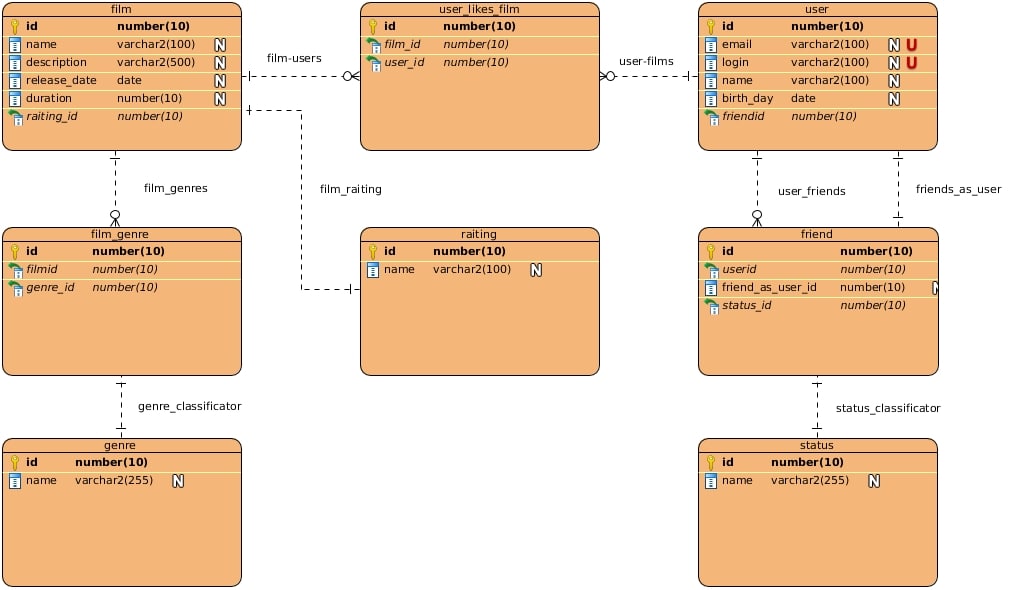 film
id number(10)
name varchar2(100) N
description varchar2(500) N
release_date date N
duration number(10) N
raiting_id number(10)
film-users
user_likes_film
id number(10)
film_id number(10)
user_id number(10)
user-films
user
id number(10)
email varchar2(100) N U
login varchar2(100) N U
name varchar2(100) N
birth_day date N
friendid number(10)
film_genres
film_raiting
user_friends
friends_as_user
film_genre
id number(10)
filmid number(10)
genre_id number(10)
raiting
id number(10)
name varchar2(100) N
friend
id number(10)
userid number(10)
friend_as_user_id number(10) N
status_id number(10)
genre_classificator
status_classificator
genre
id number(10)
name varchar2(255) N
status
id number(10)
name varchar2(255) N